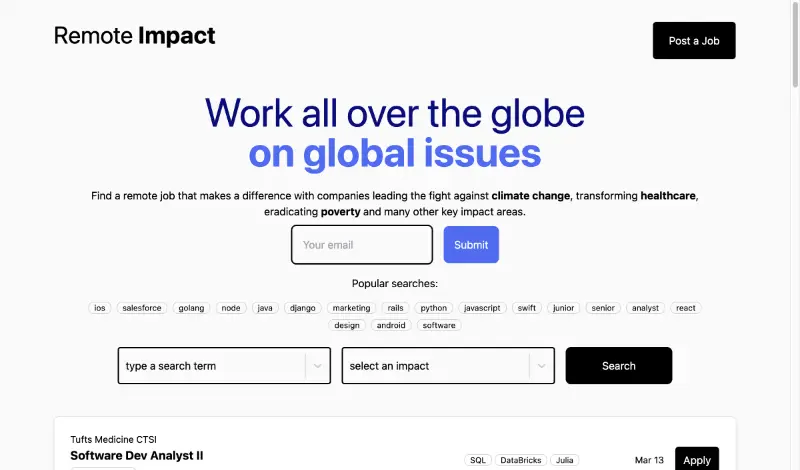 Remote Impact
Post a Job
Work all over the globe
on global issues
Find a remote job that makes a difference with companies leading the fight against climate change, transforming healthcare,
eradicating poverty and many other key impact areas.
Your email
Submit
Popular searches:
ios salesforce golang node java django marketing rails python javascript swift junior senior analyst react
design android software
type a search term
select an impact
Search
Tufts Medicine CTSI
Software Dev Analyst II
SQL DataBricks Julia
Mar 13
Apply